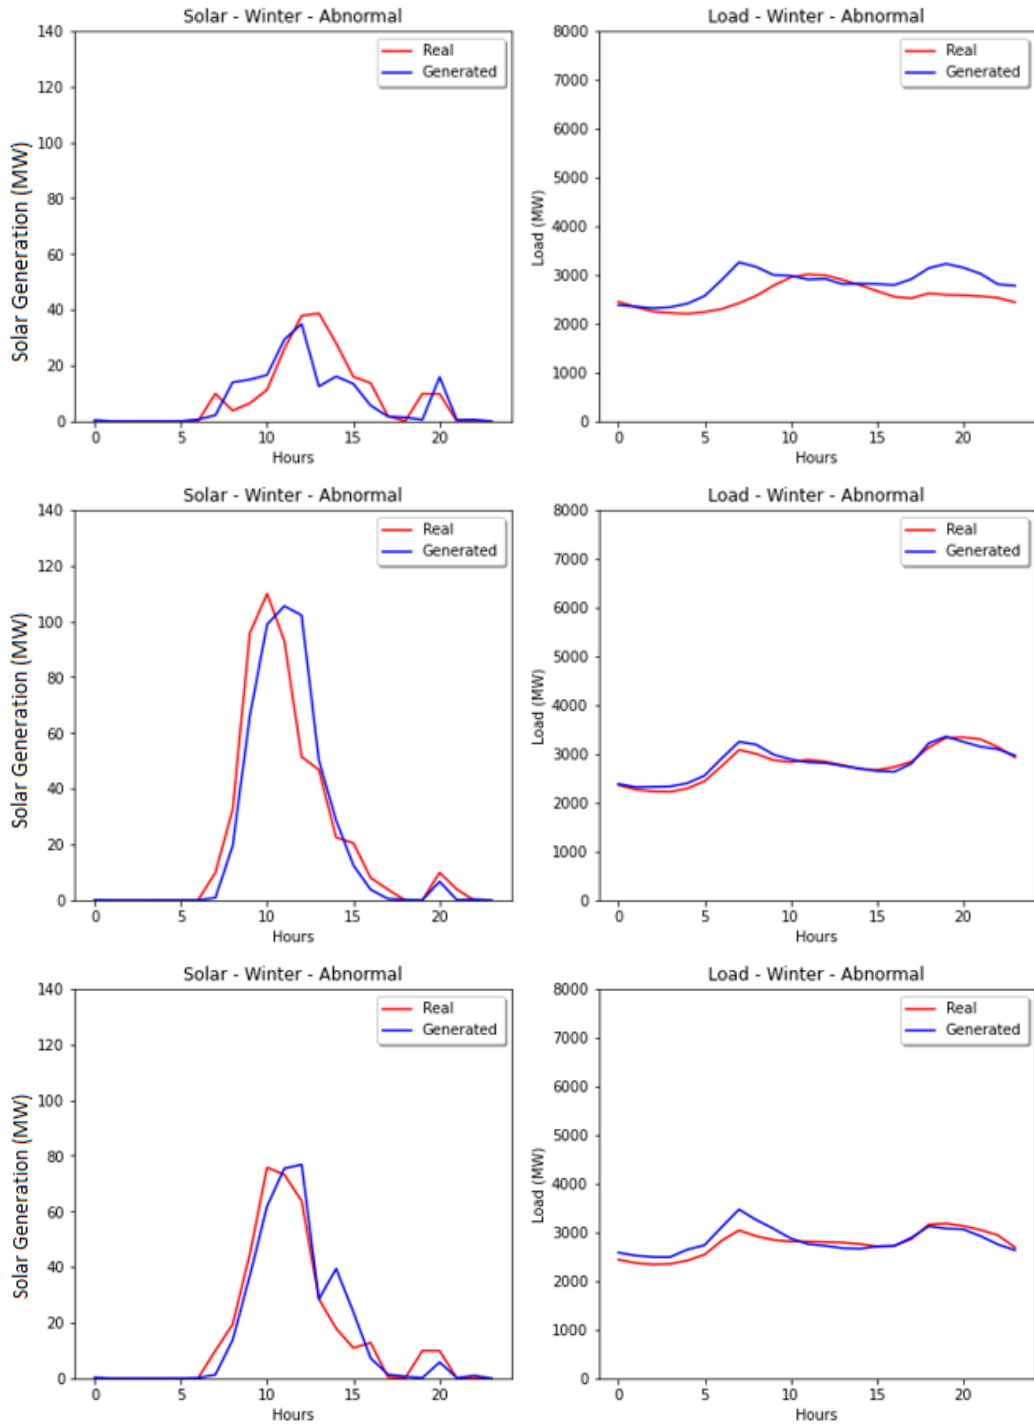 Solar - Winter - Abnormal
Solar Generation (MW)
140
120
100
80
60
40
20
0
Real
Generated
0 5 10 15 20
Hours
Load - Winter - Abnormal
Load (MW)
8000
7000
6000
5000
4000
3000
2000
1000
0
Real
Generated
0 5 10 15 20
Hours
Solar - Winter - Abnormal
Solar Generation (MW)
140
120
100
80
60
40
20
0
Real
Generated
0 5 10 15 20
Hours
Load - Winter - Abnormal
Load (MW)
8000
7000
6000
5000
4000
3000
2000
1000
0
Real
Generated
0 5 10 15 20
Hours
Solar - Winter - Abnormal
Solar Generation (MW)
140
120
100
80
60
40
20
0
Real
Generated
0 5 10 15 20
Hours
Load - Winter - Abnormal
Load (MW)
8000
7000
6000
5000
4000
3000
2000
1000
0
Real
Generated
0 5 10 15 20
Hours